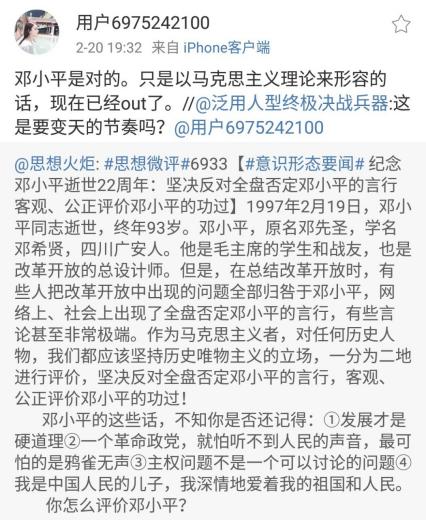 用户6975242100
2-20 19:32 来自 iPhone客户端
邓小平是对的。只是以马克思主义理论来形容的
话，现在已经out了。//@泛用人型终极决战兵器:这
是要变天的节奏吗？@用户6975242100
@思想火炬: #思想微评#6933【#意识形态要闻# 纪念
邓小平逝世22周年：坚决反对全盘否定邓小平的言行
客观、公正评价邓小平的功过】1997年2月19日，邓小
平同志逝世，终年93岁。邓小平，原名邓先圣，学名
邓希贤，四川广安人。他是毛主席的学生和战友，也是
改革开放的总设计师。但是，在总结改革开放时，有
些人把改革开放中出现的问题全部归咎于邓小平，网
络上、社会上出现了全盘否定邓小平的言行，有些言
论甚至非常极端。作为马克思主义者，对任何历史人
物，我们都应该坚持历史唯物主义的立场，一分为二地
进行评价，坚决反对全盘否定邓小平的言行，客观、
公正评价邓小平的功过！
邓小平的这些话，不知你是否还记得：①发展才是
硬道理②一个革命政党，就怕听不到人民的声音，最可
怕的是鸦雀无声③主权问题不是一个可以讨论的问题④
我是中国人民的儿子，我深情地爱着我的祖国和人民。
你怎么评价邓小平？